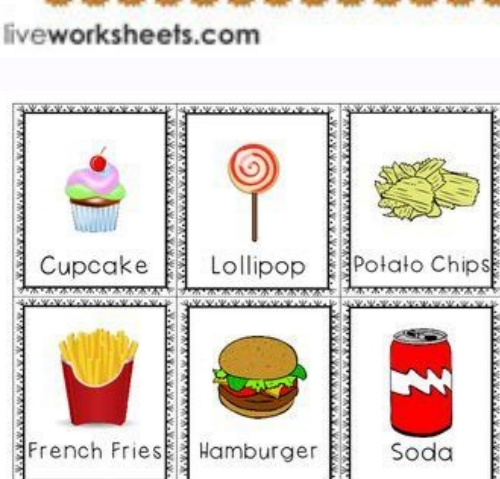 liveworksheets.com
Cupcake
Lollipop
Potato Chips
French Fries
Hamburger
Soda